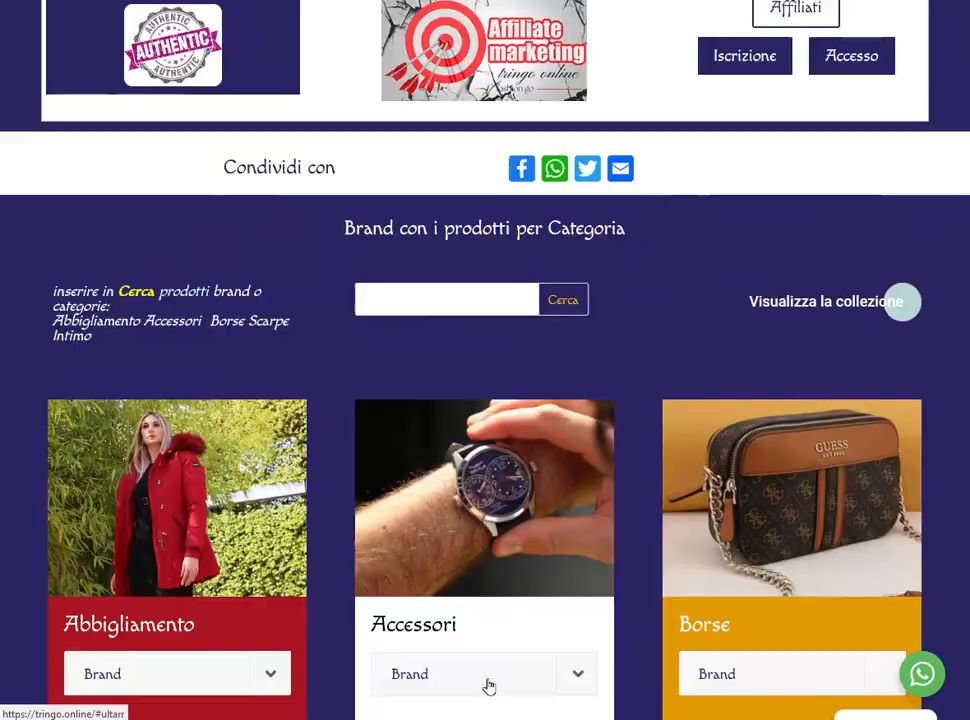 AUTHENTIC
AUTHENTIC
AUTHENTIC
Affiliate
marketing
tringo online
Affiliati
Iscrizione
Accesso
Condividi con
Brand con i prodotti per Categoria
inserire in Cerca prodotti brand o
categorie:
Abbigliamento Accessori Borse Scarpe
Intimo
Cerca
Visualizza la collezione
GUESS
Abbigliamento
Brand
Accessori
Brand
Borse
Brand
https://tringo.online/#ultarr